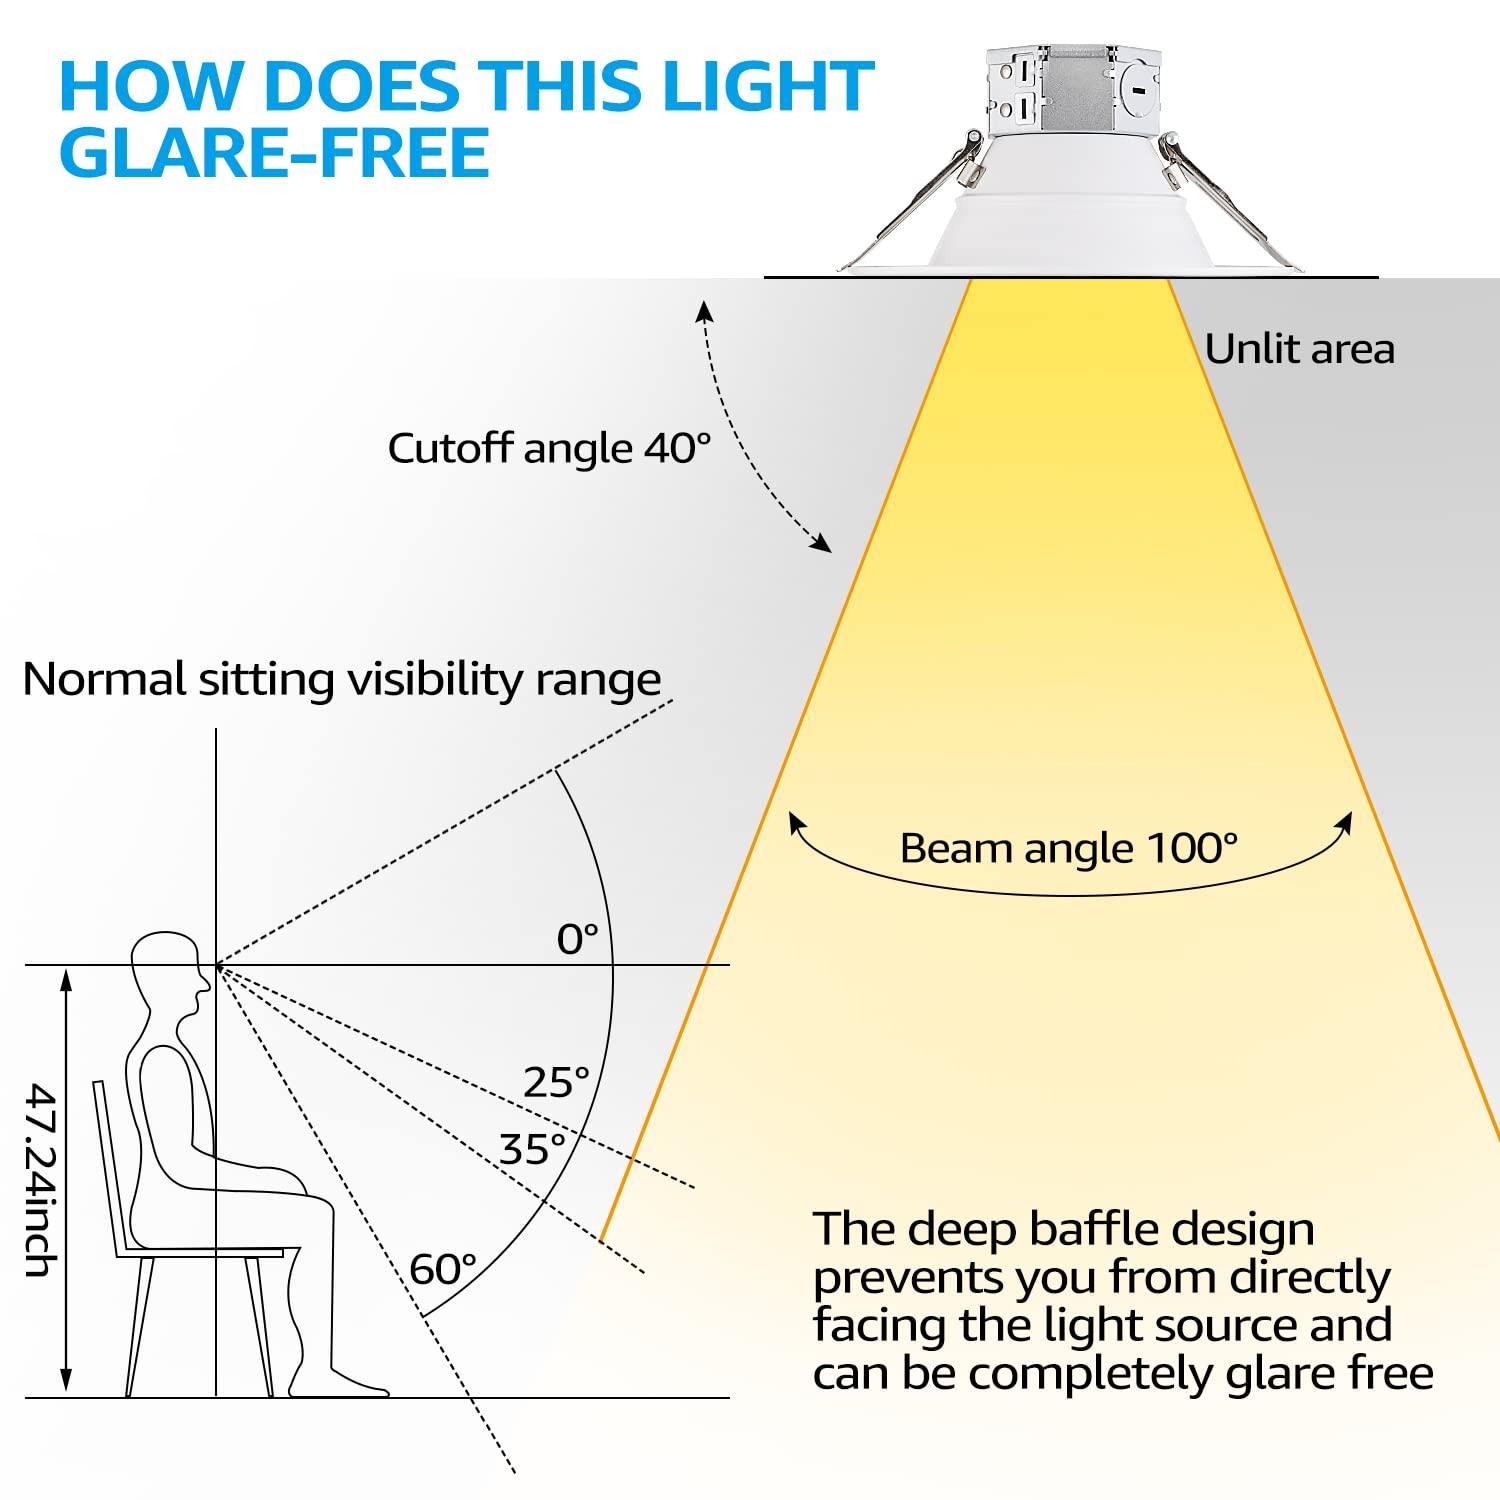 HOW DOES THIS LIGHT
GLARE-FREE
Unlit area
Cutoff angle 40°
Normal sitting visibility range
Beam angle 100°
0°
25°
35°
60°
47.24inch
The deep baffle design
prevents you from directly
facing the light source and
can be completely glare free